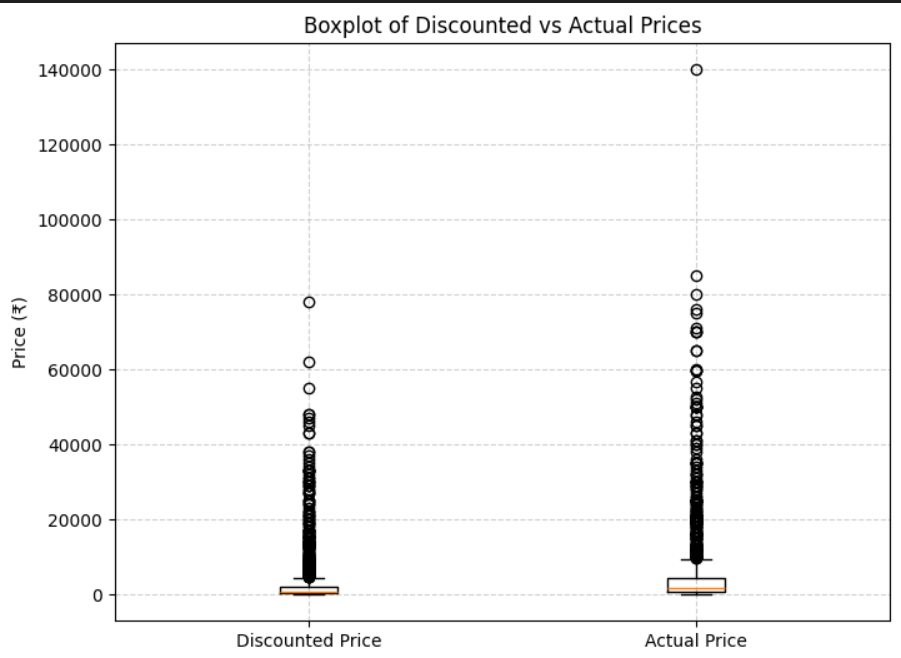 Boxplot of Discounted vs Actual Prices
Price (₹)
140000
120000
100000
80000
60000
40000
20000
0
Discounted Price
Actual Price